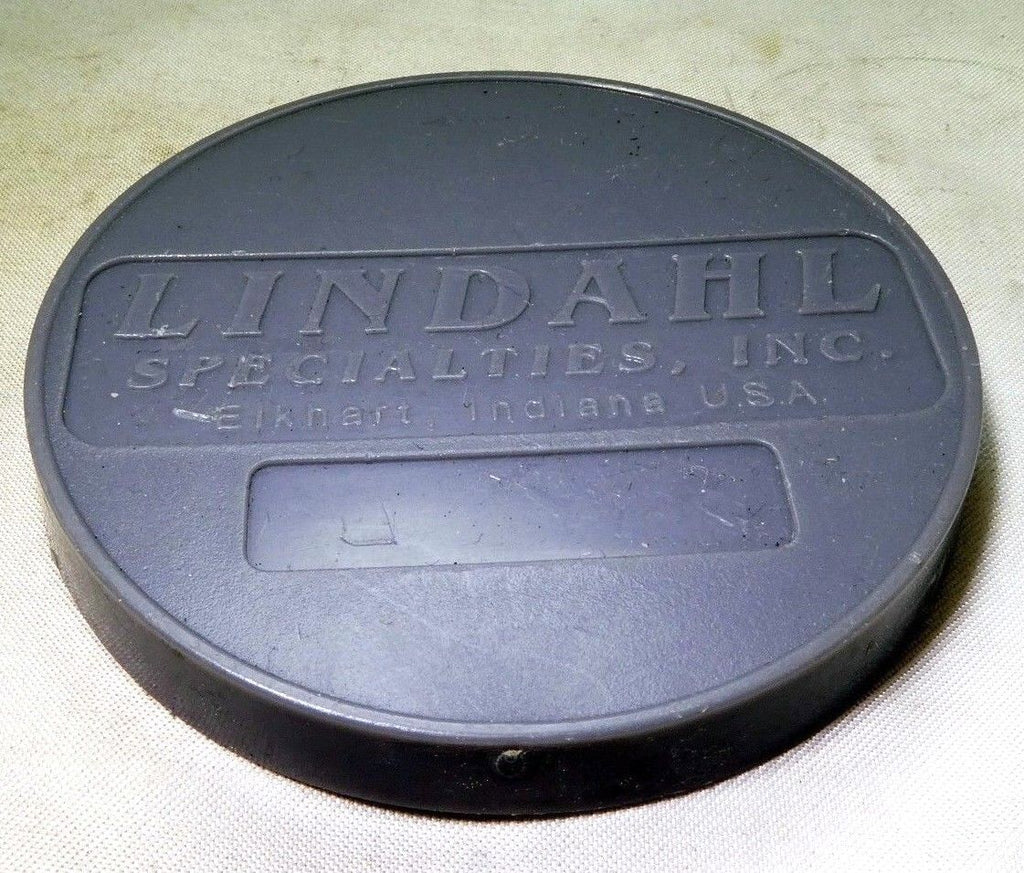 LINDAHL
SPECIALTIES, INC.
Elkhart, Indiana U.S.A.